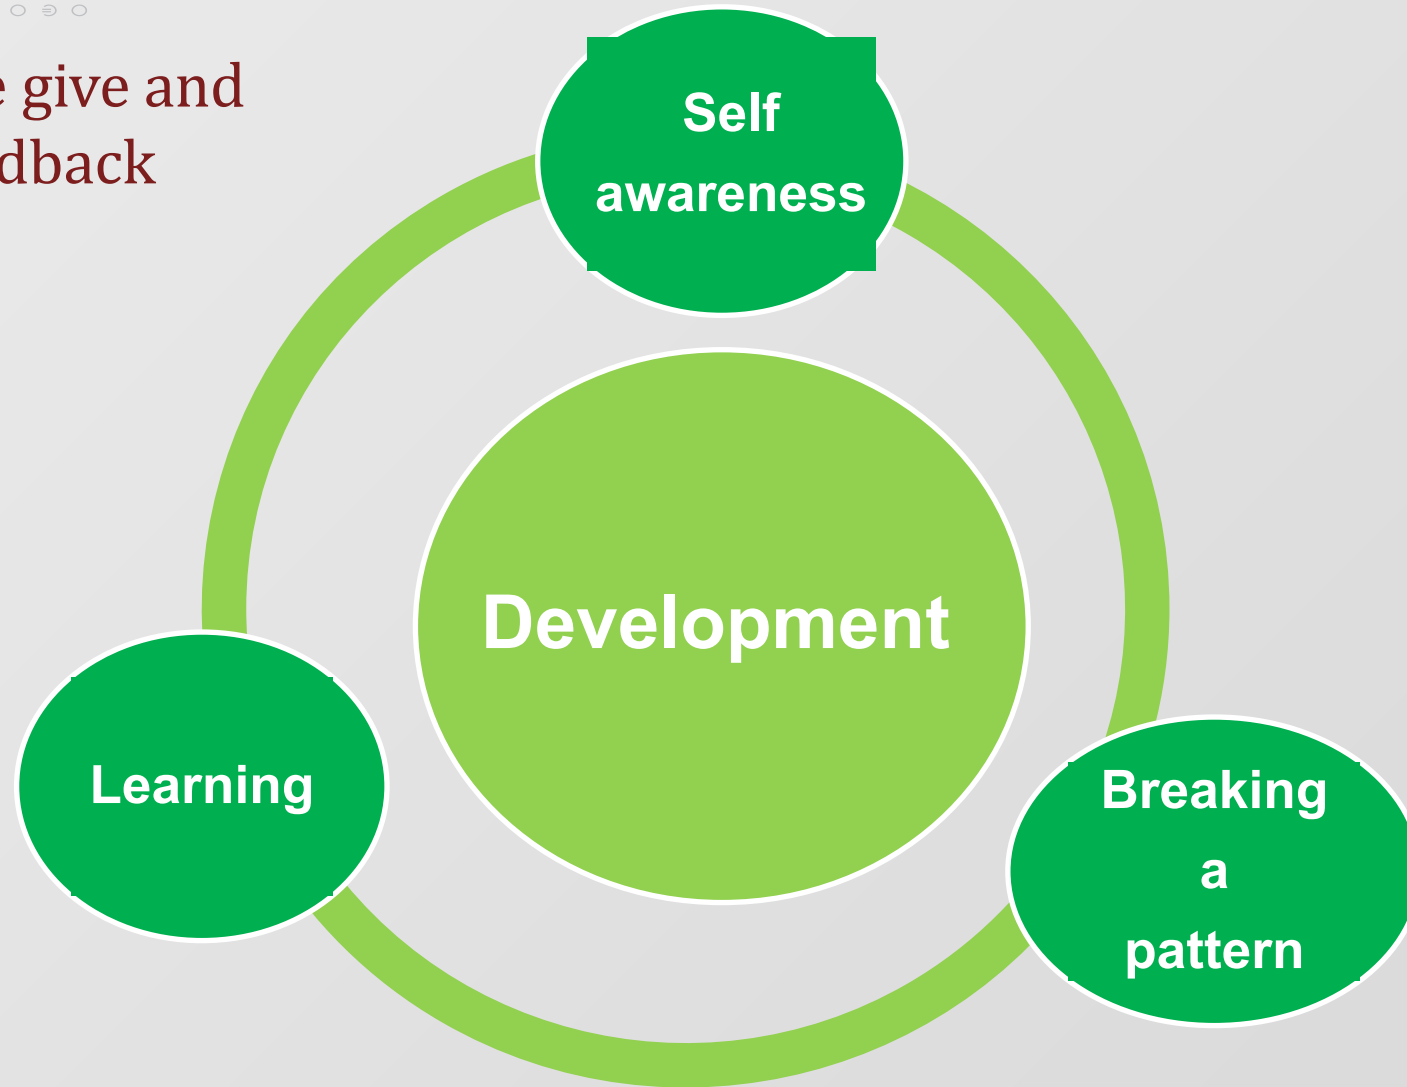 give and
dback
Self
awareness
Development
Learning
Breaking
a
pattern